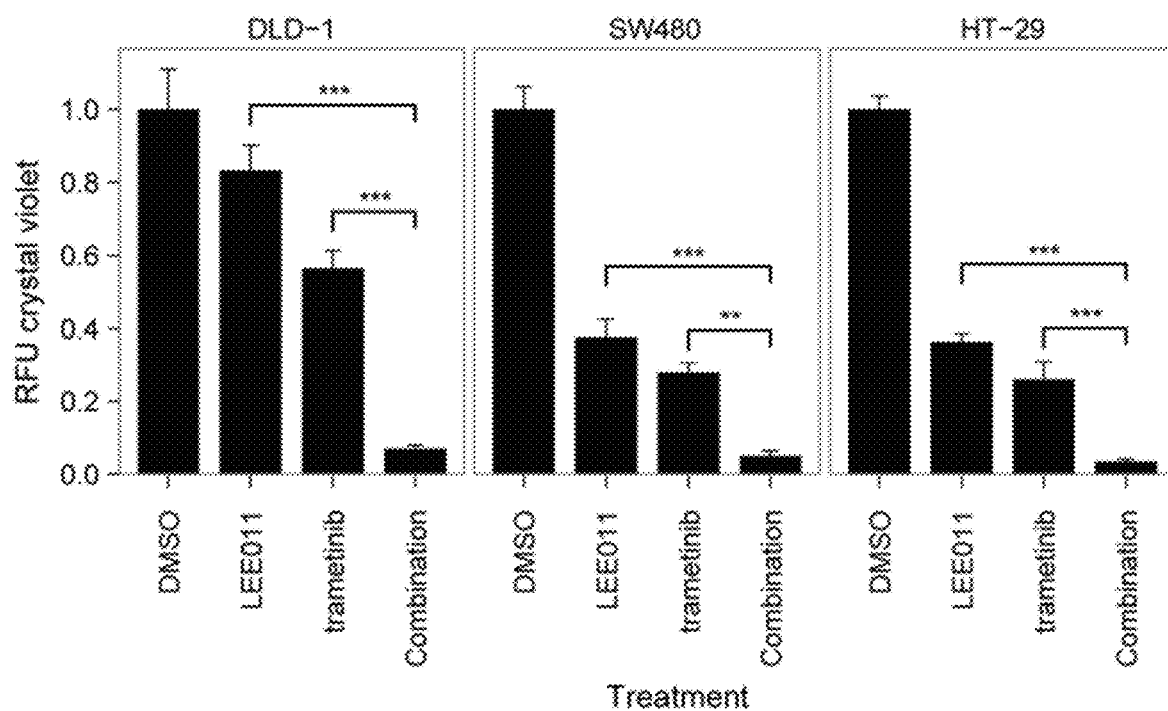 DLD-1 SW480 HT-29
RFU crystal violet
1.0
0.8
0.6
0.4
0.2
0.0
*** *** *** ** *** ***
DMSO LEE011 trametinib Combination DMSO LEE011 trametinib Combination DMSO LEE011 trametinib Combination
Treatment